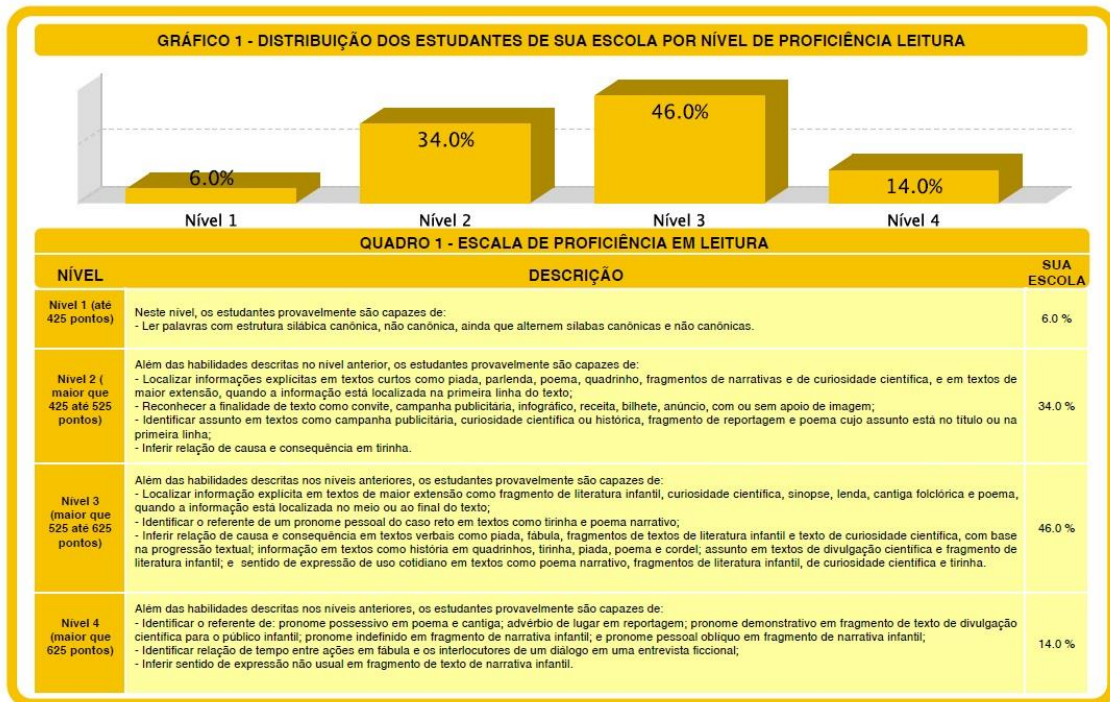 GRÁFICO 1 - DISTRIBUIÇÃO DOS ESTUDANTES DE SUA ESCOLA POR NÍVEL DE PROFICIÊNCIA LEITURA
6.0%
34.0%
46.0%
14.0%
Nível 1
Nível 2
Nível 3
Nível 4
QUADRO 1 - ESCALA DE PROFICIÊNCIA EM LEITURA
NÍVEL
DESCRIÇÃO
SUA
ESCOLA
Nível 1 (até
425 pontos)
Neste nível, os estudantes provavelmente são capazes de:
- Ler palavras com estrutura silábica canônica, não canônica, ainda que alternem sílabas canônicas e não canônicas.
6.0 %
Nível 2 (
maior que
425 até 525
pontos)
Além das habilidades descritas no nível anterior, os estudantes provavelmente são capazes de:
- Localizar informações explícitas em textos curtos como piada, parlenda, poema, quadrinho, fragmentos de narrativas e de curiosidade científica, e em textos de
maior extensão, quando a informação está localizada na primeira linha do texto;
- Reconhecer a finalidade de texto como convite, campanha publicitária, infográfico, receita, bilhete, anúncio, com ou sem apoio de imagem;
- Identificar assunto em textos como campanha publicitária, curiosidade científica ou histórica, fragmento de reportagem e poema cujo assunto está no título ou na
primeira linha;
- Inferir relação de causa e consequência em tirinha.
34.0 %
Nível 3
(maior que
525 até 625
pontos)
Além das habilidades descritas nos níveis anteriores, os estudantes provavelmente são capazes de:
- Localizar informação explícita em textos de maior extensão como fragmento de literatura infantil, curiosidade científica, sinopse, lenda, cantiga folclórica e poema,
quando a informação está localizada no meio ou ao final do texto;
- Identificar o referente de um pronome pessoal do caso reto em textos como tirinha e poema narrativo;
- Inferir relação de causa e consequência em textos verbais como piada, fábula, fragmentos de textos de literatura infantil e texto de curiosidade científica, com base
na progressão textual; informação em textos como história em quadrinhos, tirinha, piada, poema e cordel; assunto em textos de divulgação científica e fragmento de
literatura infantil; e sentido de expressão de uso cotidiano em textos como poema narrativo, fragmentos de literatura infantil, de curiosidade científica e tirinha.
46.0 %
Nível 4
(maior que
625 pontos)
Além das habilidades descritas nos níveis anteriores, os estudantes provavelmente são capazes de:
- Identificar o referente de: pronome possessivo em poema e cantiga; advérbio de lugar em reportagem; pronome demonstrativo em fragmento de texto de divulgação
científica para o público infantil; pronome indefinido em fragmento de narrativa infantil; e pronome pessoal oblíquo em fragmento de narrativa infantil;
- Identificar relação de tempo entre ações em fábula e os interlocutores de um diálogo em uma entrevista ficcional;
- Inferir sentido de expressão não usual em fragmento de texto de narrativa infantil.
14.0 %